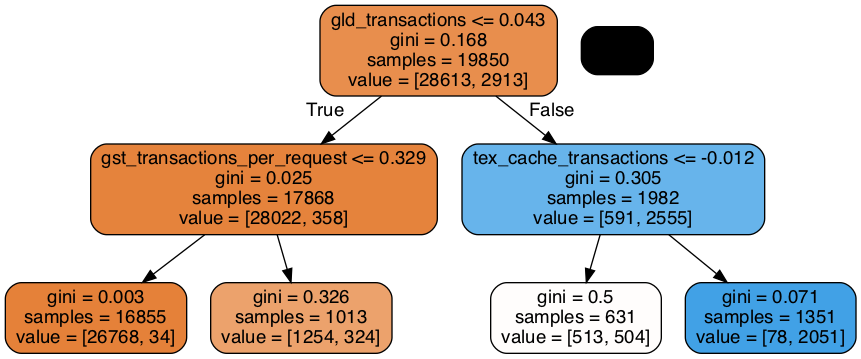 gld_transactions <= 0.043
gini = 0.168
samples = 19850
value = [28613, 2913]
True
False
gst_transactions_per_request <= 0.329
gini = 0.025
samples = 17868
value = [28022, 358]
tex_cache_transactions <= -0.012
gini = 0.305
samples = 1982
value = [591, 2555]
gini = 0.003
samples = 16855
value = [26768, 34]
gini = 0.326
samples = 1013
value = [1254, 324]
gini = 0.5
samples = 631
value = [513, 504]
gini = 0.071
samples = 1351
value = [78, 2051]